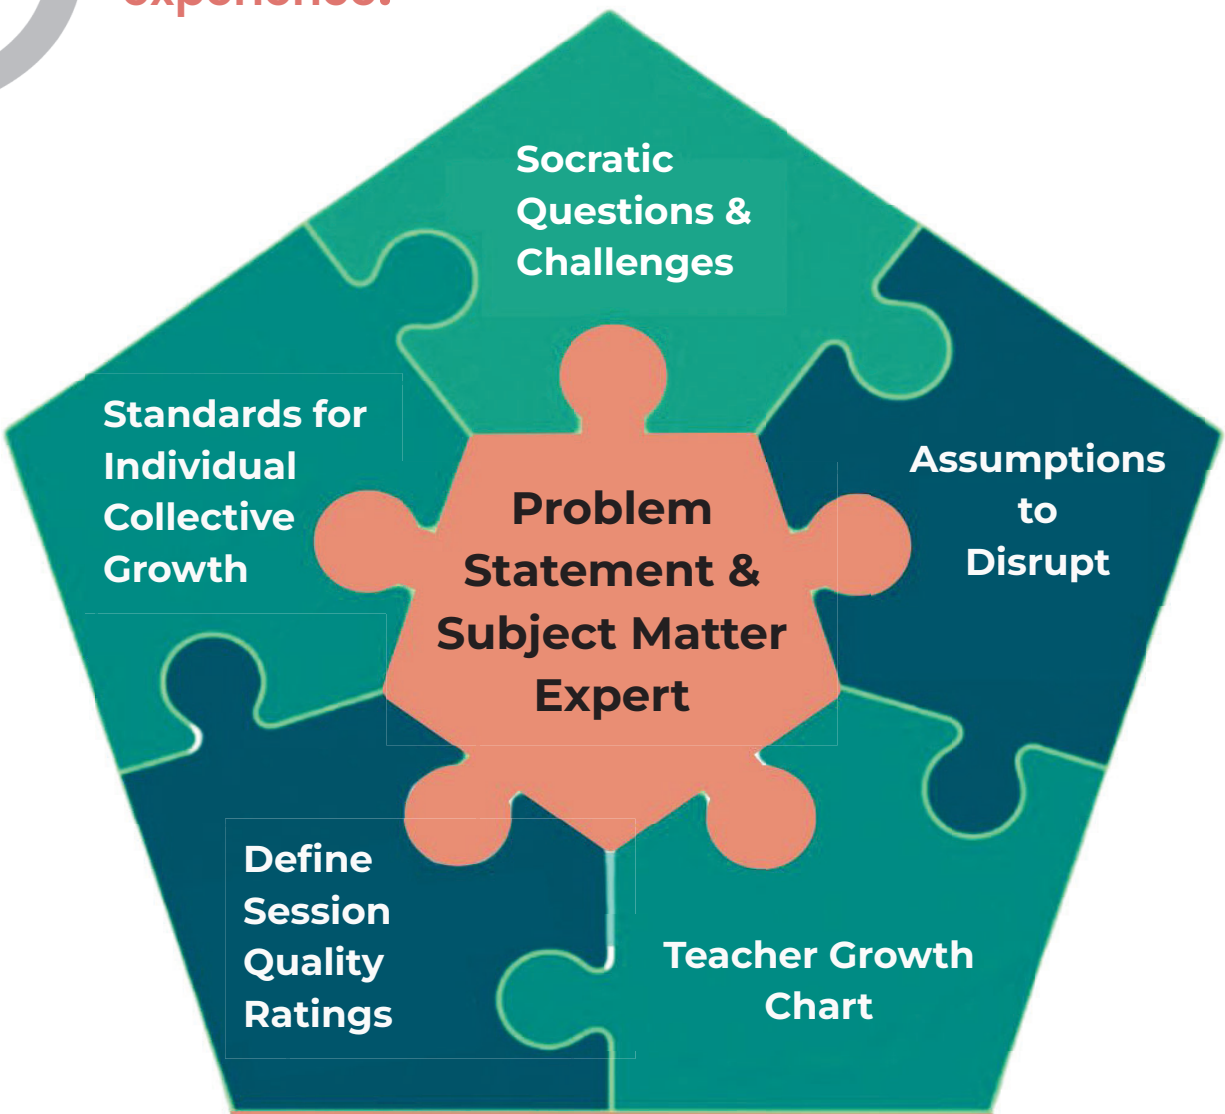 experience.
Socratic
Questions &
Challenges
Standards for
Individual
Collective
Growth
Assumptions
to
Disrupt
Problem
Statement &
Subject Matter
Expert
Define
Session
Quality
Ratings
Teacher Growth
Chart